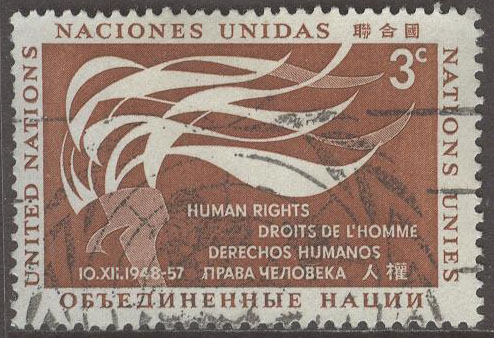 NACIONES UNIDAS 聯合國
UNITED NATIONS
3c
NATIONS UNIES
HUMAN RIGHTS
DROITS DE L'HOMME
DERECHOS HUMANOS
10.XII.1948-57 ПРАВА ЧЕЛОВЕКА 人權
ОБЪЕДИНЕННЫЕ НАЦИИ